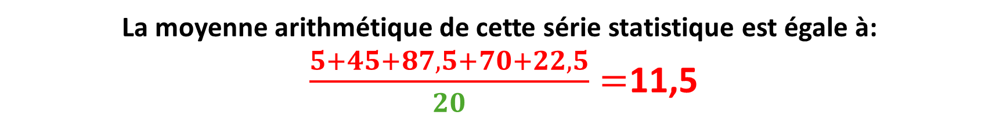 La moyenne arithmétique de cette série statistique est égale à:
5+45+87,5+70+22,5
=11,5
20